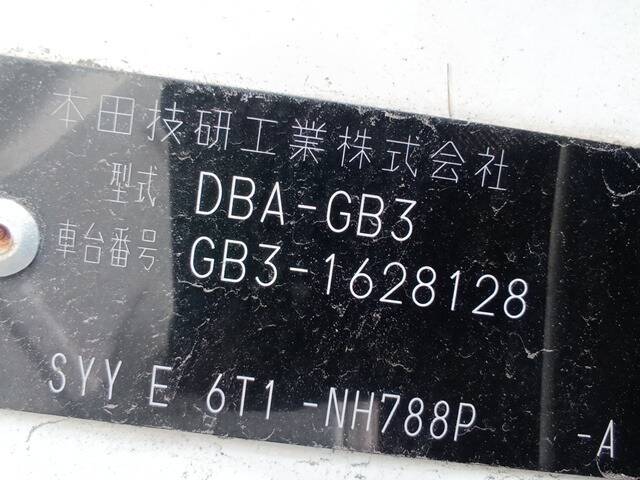 本田技研工業株式会社
型式 DBA-GB3
車台番号 GB3-1628128
SYY E 6T1 -NH788P -A